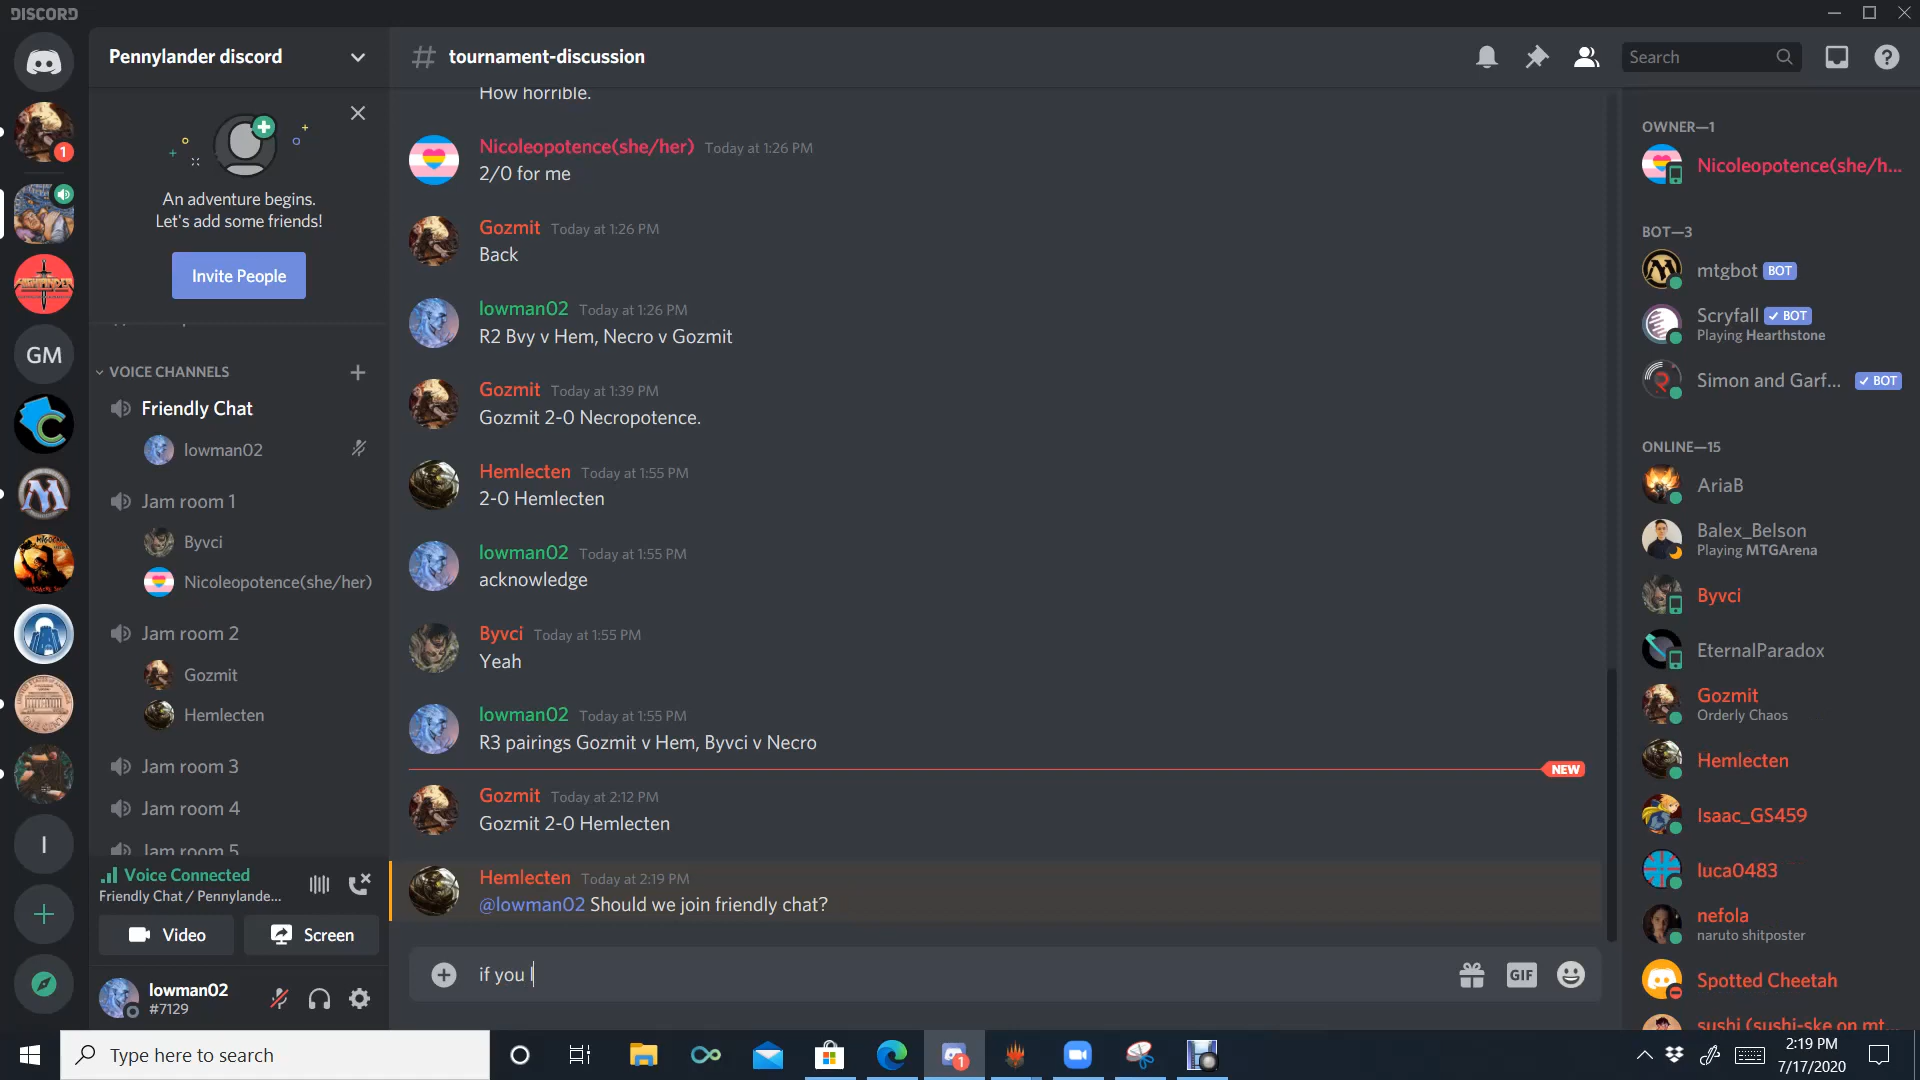 DISCORD
Pennylander discord
An adventure begins.
Let's add some friends!
Invite People
VOICE CHANNELS
Friendly Chat
lowman02
Jam room 1
Byvci
Nicoleopotence(she/her)
Jam room 2
Gozmit
Hemlecten
Jam room 3
Jam room 4
Jam room 5
Voice Connected
Friendly Chat / Pennylande...
Video
Screen
lowman02
#7129
1
GM
I
# tournament-discussion
Search
How horrible.
Nicoleopotence(she/her) Today at 1:26 PM
2/0 for me
Gozmit Today at 1:26 PM
Back
lowman02 Today at 1:26 PM
R2 Bvy v Hem, Necro v Gozmit
Gozmit Today at 1:39 PM
Gozmit 2-0 Necropotence.
Hemlecten Today at 1:55 PM
2-0 Hemlecten
lowman02 Today at 1:55 PM
acknowledge
Byvci Today at 1:55 PM
Yeah
lowman02 Today at 1:55 PM
R3 pairings Gozmit v Hem, Byvci v Necro
NEW
Gozmit Today at 2:12 PM
Gozmit 2-0 Hemlecten
Hemlecten Today at 2:19 PM
@lowman02 Should we join friendly chat?
if you l
GIF
OWNER—1
Nicoleopotence(she/h...
BOT—3
mtgbot BOT
Scryfall BOT
Playing Hearthstone
Simon and Garf... BOT
ONLINE—15
AriaB
Balex_Belson
Playing MTGArena
Byvci
EternalParadox
Gozmit
Orderly Chaos
Hemlecten
Isaac_GS459
luca0483
nefola
naruto shitposter
Spotted Cheetah
sushi (sushi-ske on mt...
Type here to search
1
2:19 PM
7/17/2020